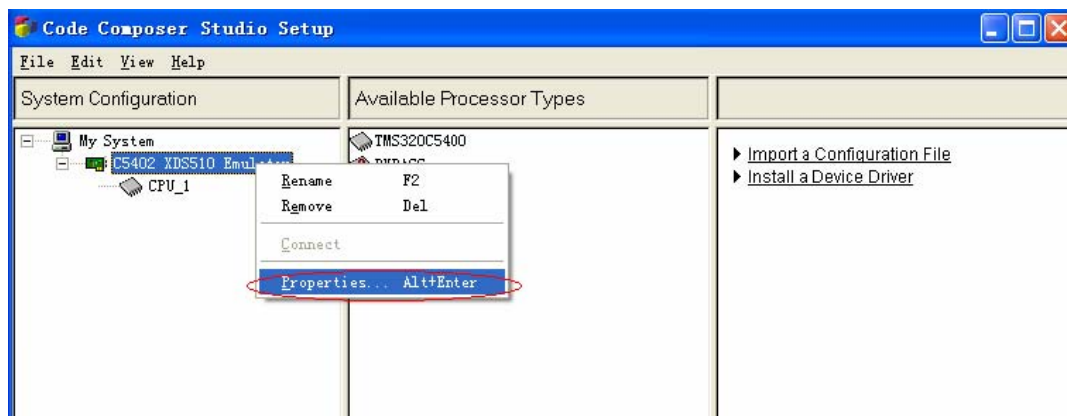 Code Composer Studio Setup
File Edit View Help
System Configuration
Available Processor Types
My System
C5402 XDS510 Emulator
CPU_1
TMS320C5400
Rename F2
Remove Del
Connect
Properties... Alt+Enter
Import a Configuration File
Install a Device Driver